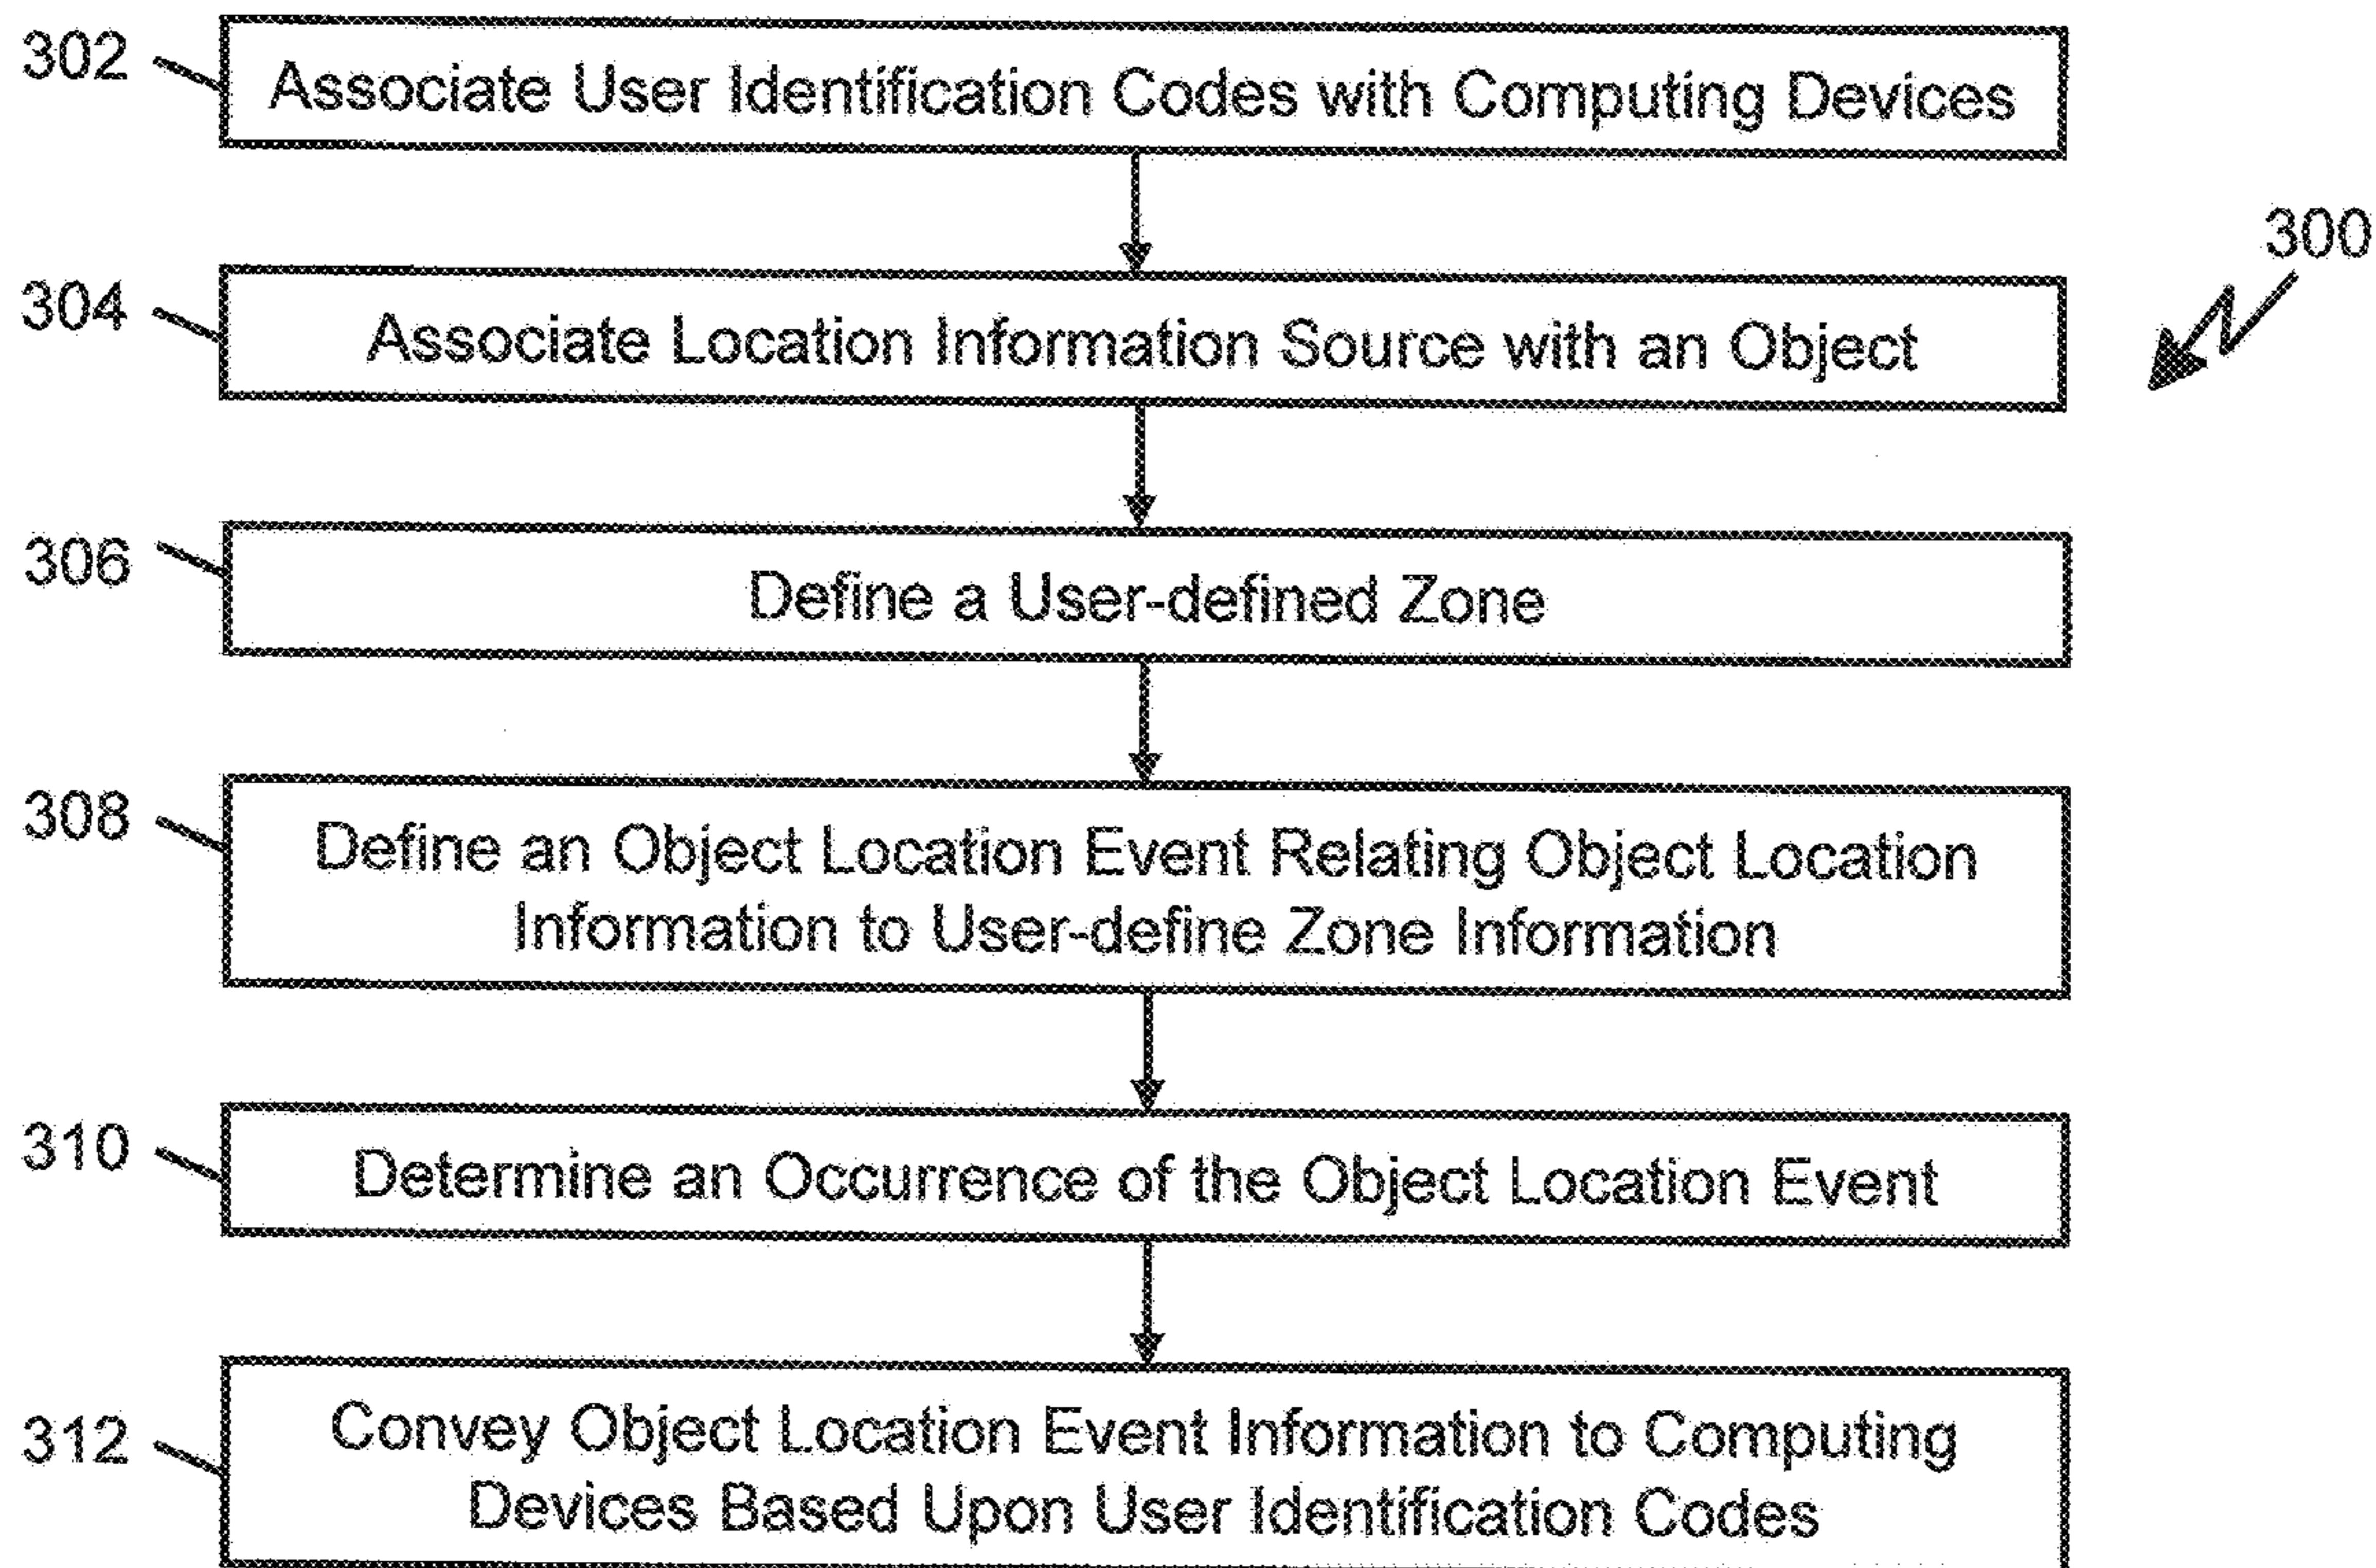 302
Associate User Identification Codes with Computing Devices
300
304
Associate Location Information Source with an Object
306
Define a User-defined Zone
308
Define an Object Location Event Relating Object Location
Information to User-define Zone Information
310
Determine an Occurrence of the Object Location Event
312
Convey Object Location Event Information to Computing
Devices Based Upon User Identification Codes